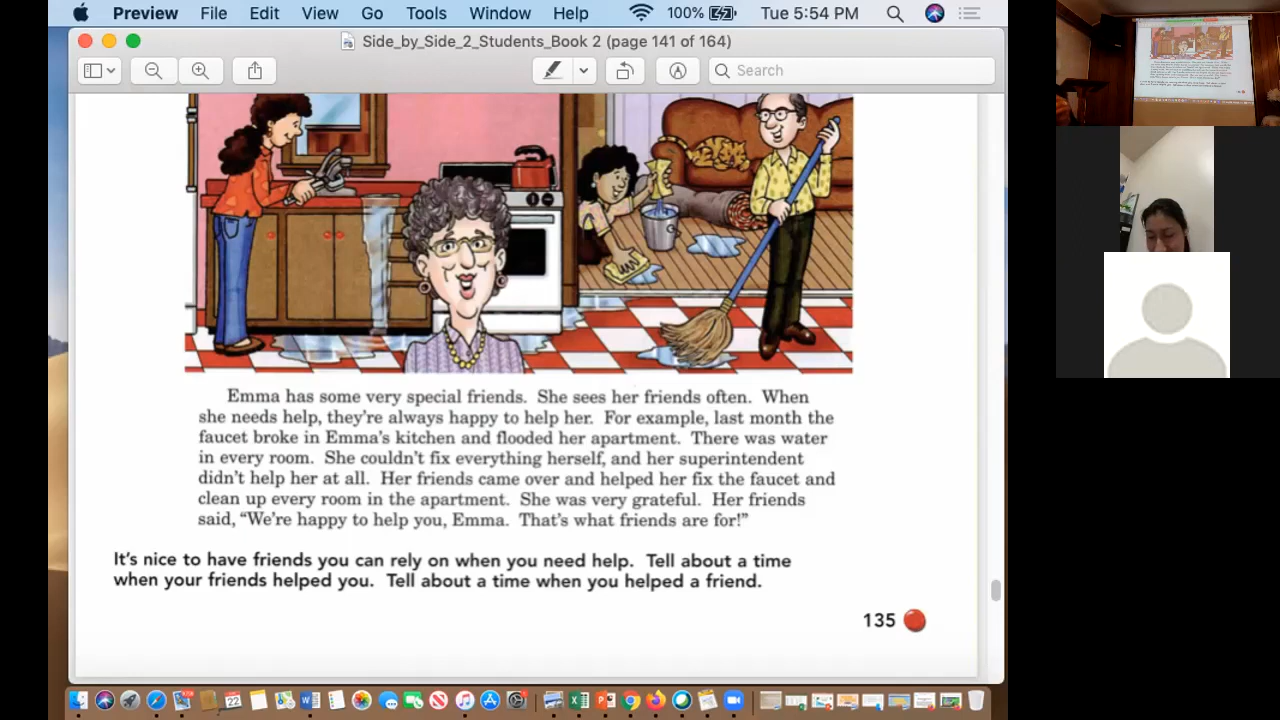 Preview File Edit View Go Tools Window Help 100% Tue 5:54 PM
Side_by_Side_2_Students_Book 2 (page 141 of 164)
Search
Emma has some very special friends. She sees her friends often. When
she needs help, they're always happy to help her. For example, last month the
faucet broke in Emma's kitchen and flooded her apartment. There was water
in every room. She couldn't fix everything herself, and her superintendent
didn't help her at all. Her friends came over and helped her fix the faucet and
clean up every room in the apartment. She was very grateful. Her friends
said, "We're happy to help you, Emma. That's what friends are for!"
It's nice to have friends you can rely on when you need help. Tell about a time
when your friends helped you. Tell about a time when you helped a friend.
135
22